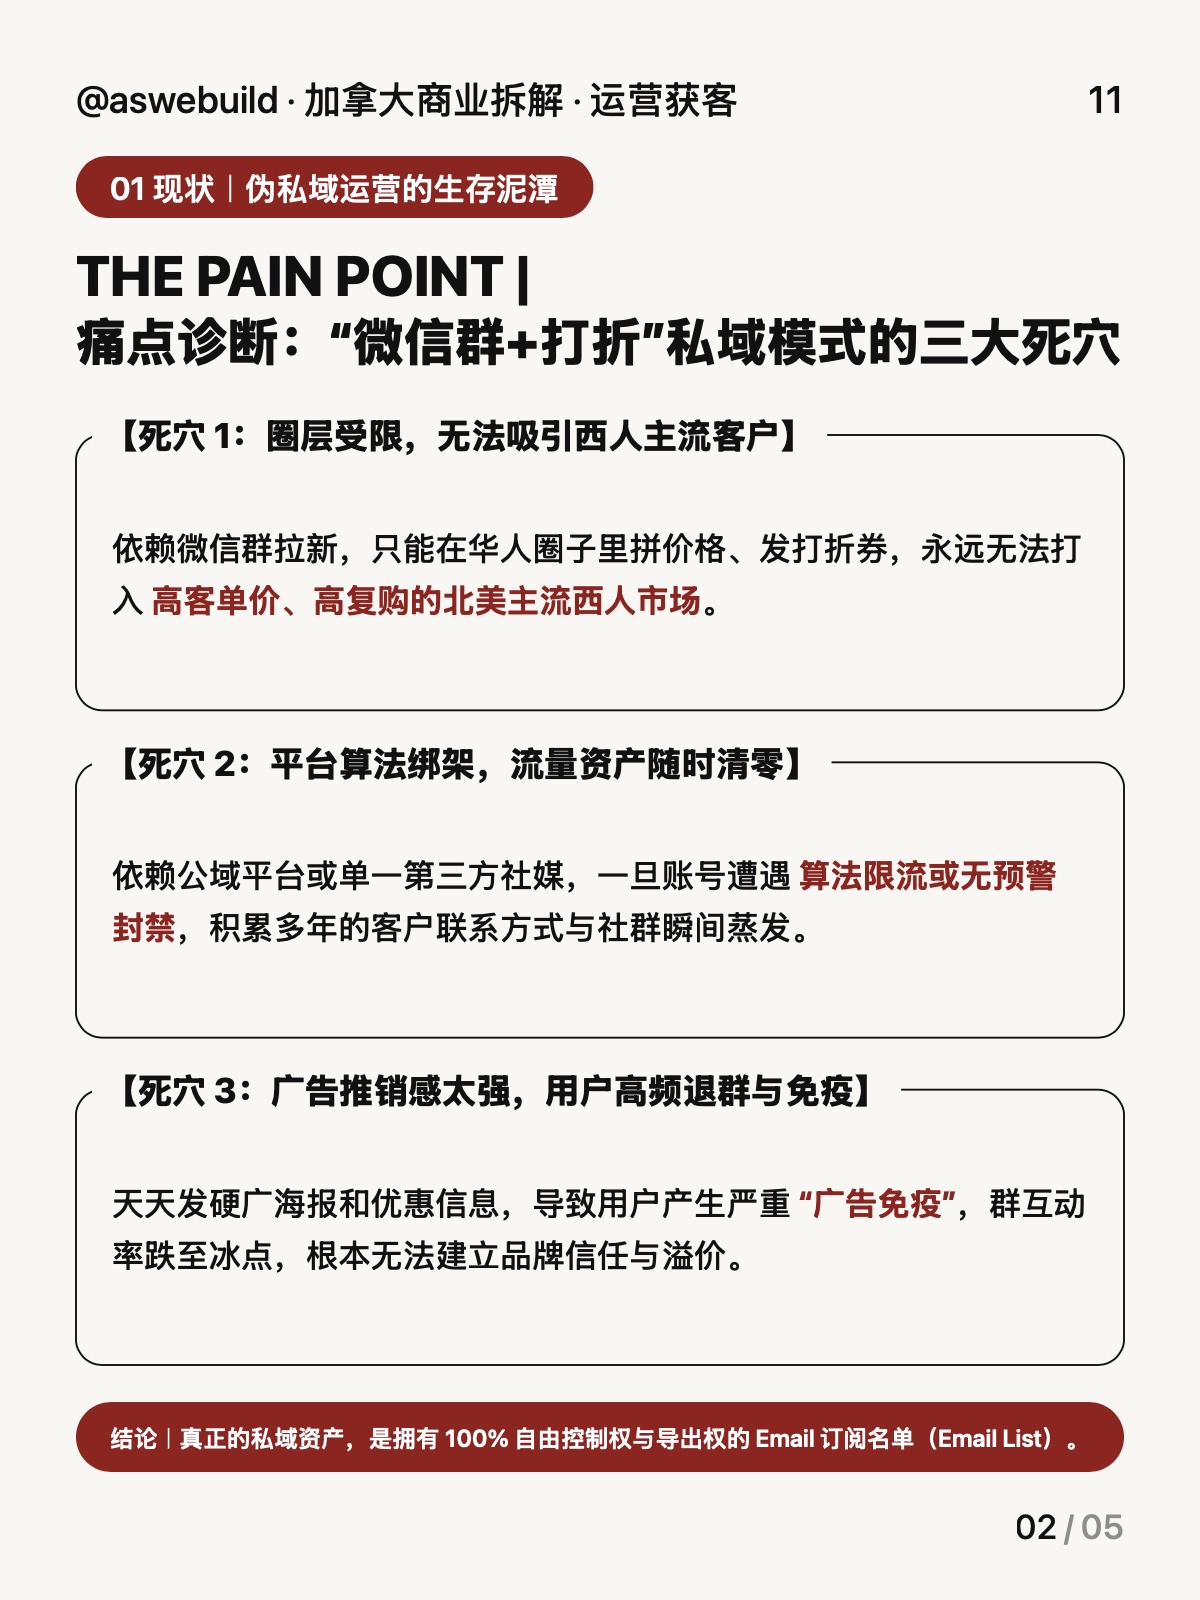 @aswebuild · 加拿大商业拆解 · 运营获客
11
01 现状｜伪私域运营的生存泥潭
THE PAIN POINT |
痛点诊断：“微信群+打折”私域模式的三大死穴
【死穴 1：圈层受限，无法吸引西人主流客户】
依赖微信群拉新，只能在华人圈子里拼价格、发打折券，永远无法打
入 高客单价、高复购的北美主流西人市场。
【死穴 2：平台算法绑架，流量资产随时清零】
依赖公域平台或单一第三方社媒，一旦账号遭遇 算法限流或无预警
封禁，积累多年的客户联系方式与社群瞬间蒸发。
【死穴 3：广告推销感太强，用户高频退群与免疫】
天天发硬广海报和优惠信息，导致用户产生严重 “广告免疫”，群互动
率跌至冰点，根本无法建立品牌信任与溢价。
结论｜真正的私域资产，是拥有 100% 自由控制权与导出权的 Email 订阅名单（Email List）。
02 / 05